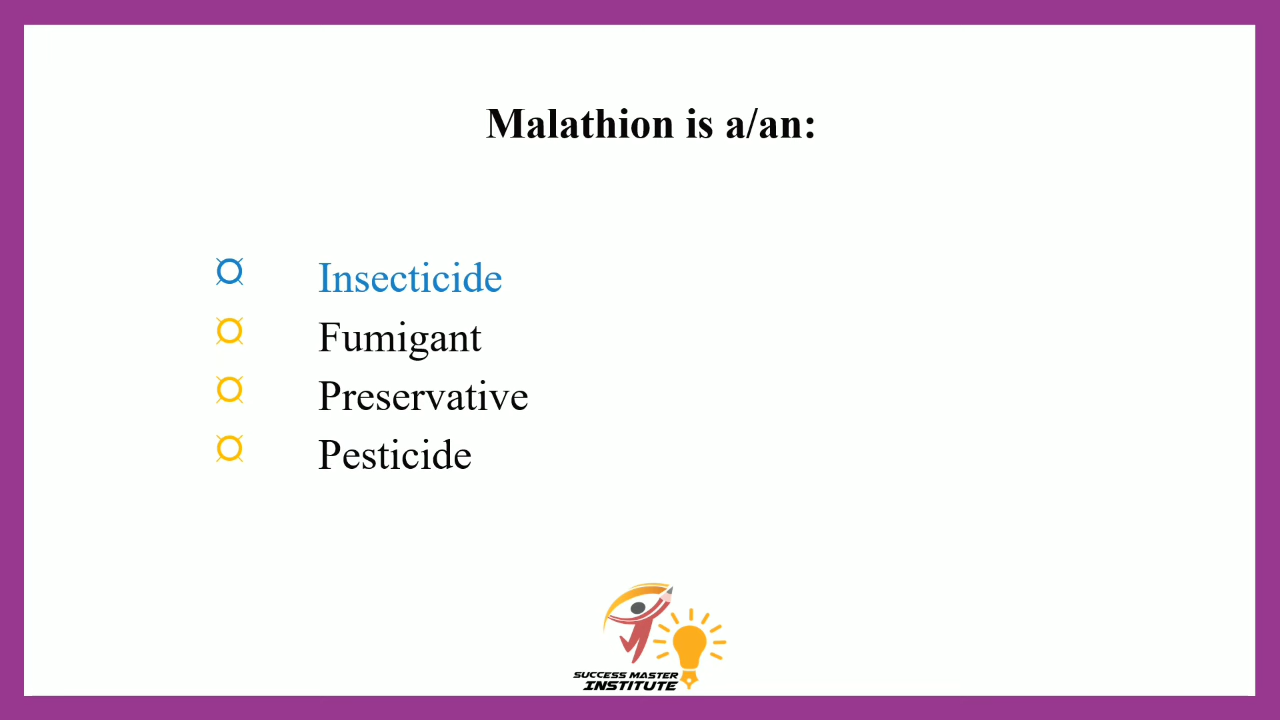 Malathion is a/an:
¤ Insecticide
¤ Fumigant
¤ Preservative
¤ Pesticide
SUCCESS MASTER
INSTITUTE